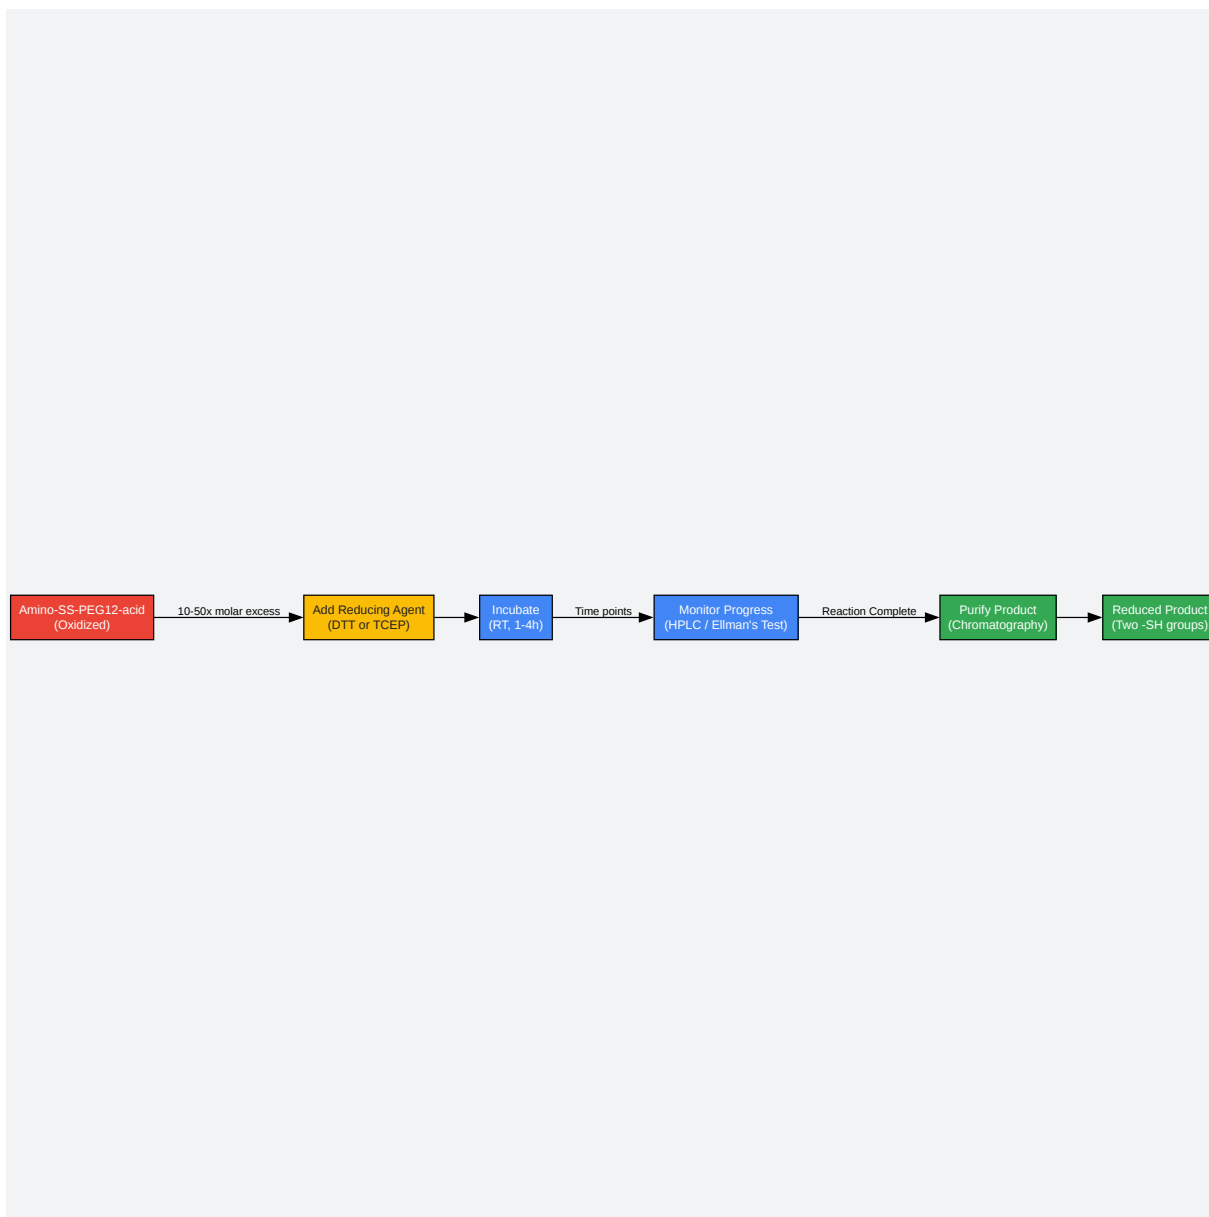 Amino-SS-PEG12-acid
(Oxidized)
10-50x molar excess
Add Reducing Agent
(DTT or TCEP)
Incubate
(RT, 1-4h)
Time points
Monitor Progress
(HPLC / Ellman's Test)
Reaction Complete
Purify Product
(Chromatography)
Reduced Product
(Two -SH groups)